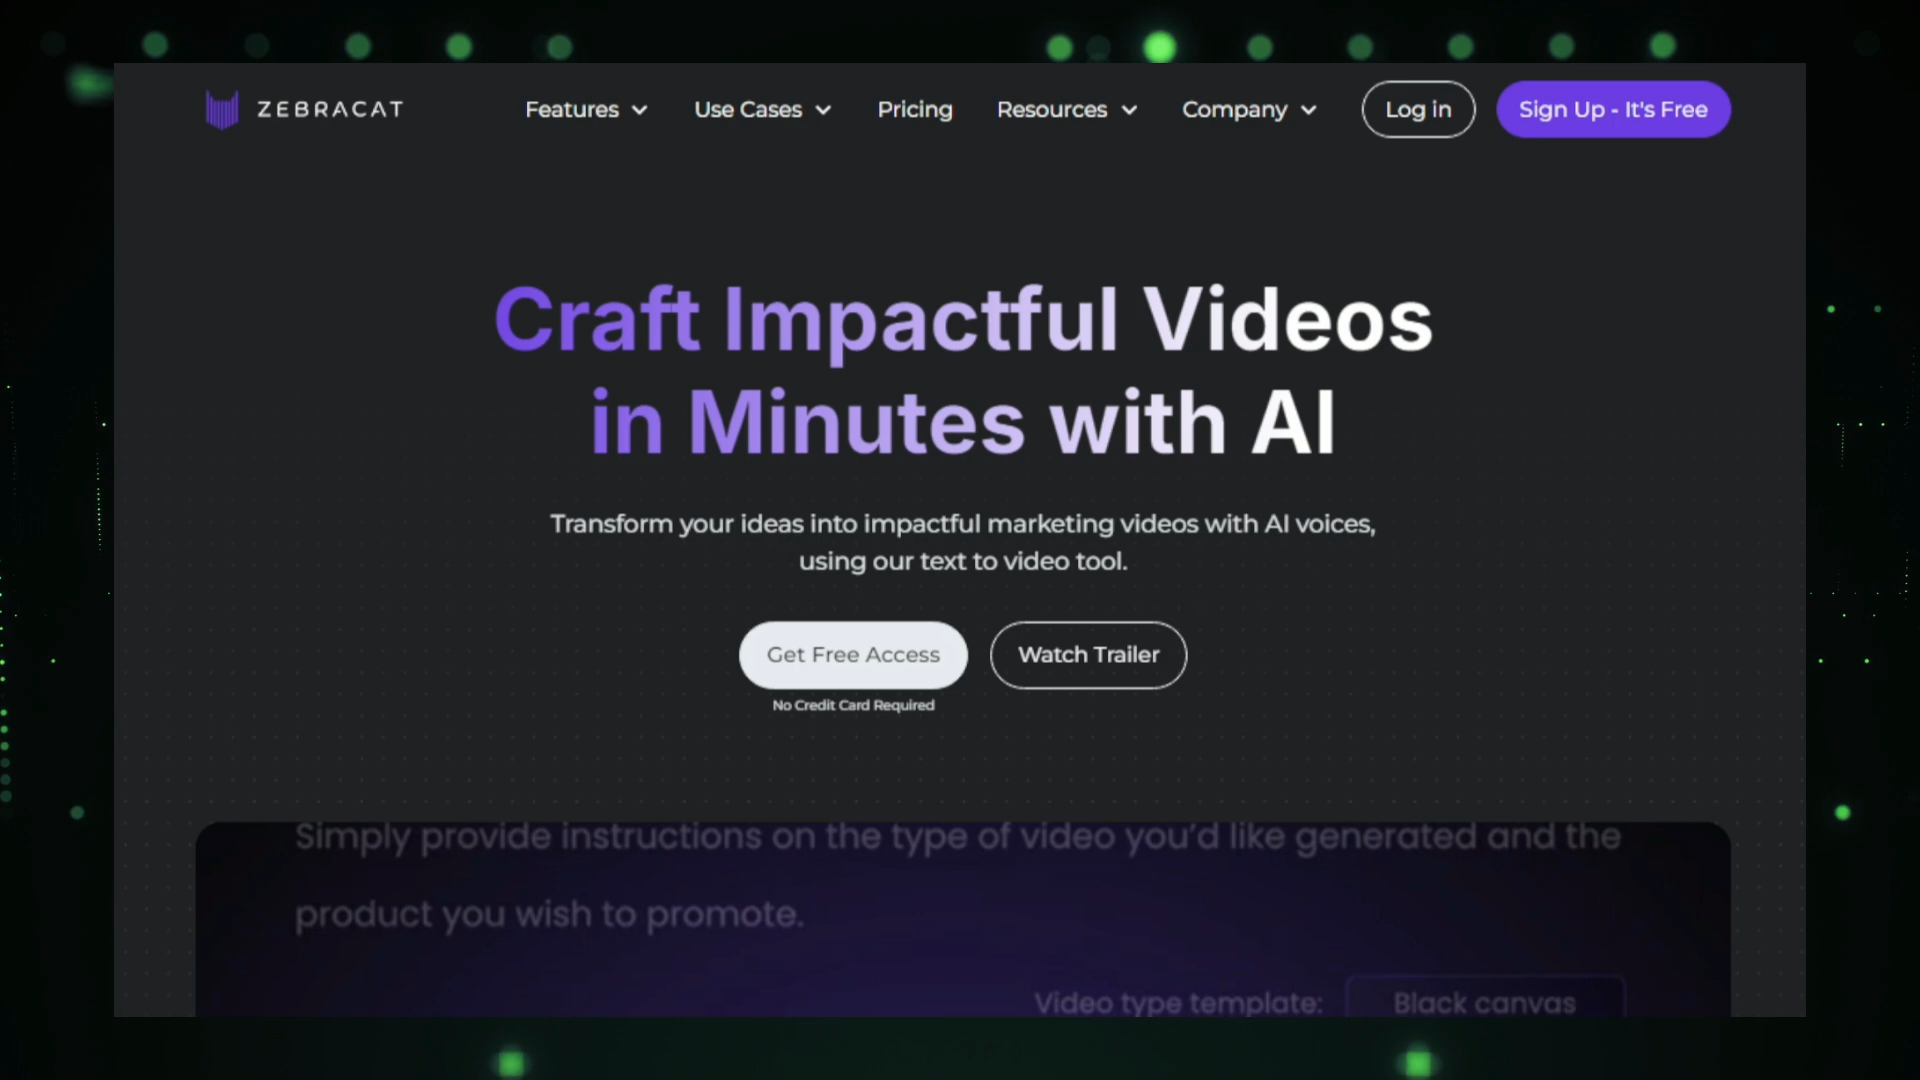 ZEBRACAT
Features
Use Cases
Pricing
Resources
Company
Log in
Sign Up - It's Free
Craft Impactful Videos
in Minutes with AI
Transform your ideas into impactful marketing videos with AI voices,
using our text to video tool.
Get Free Access
Watch Trailer
No Credit Card Required
Simply provide instructions on the type of video you'd like generated and the
product you wish to promote.
Video type template:
Black canvas